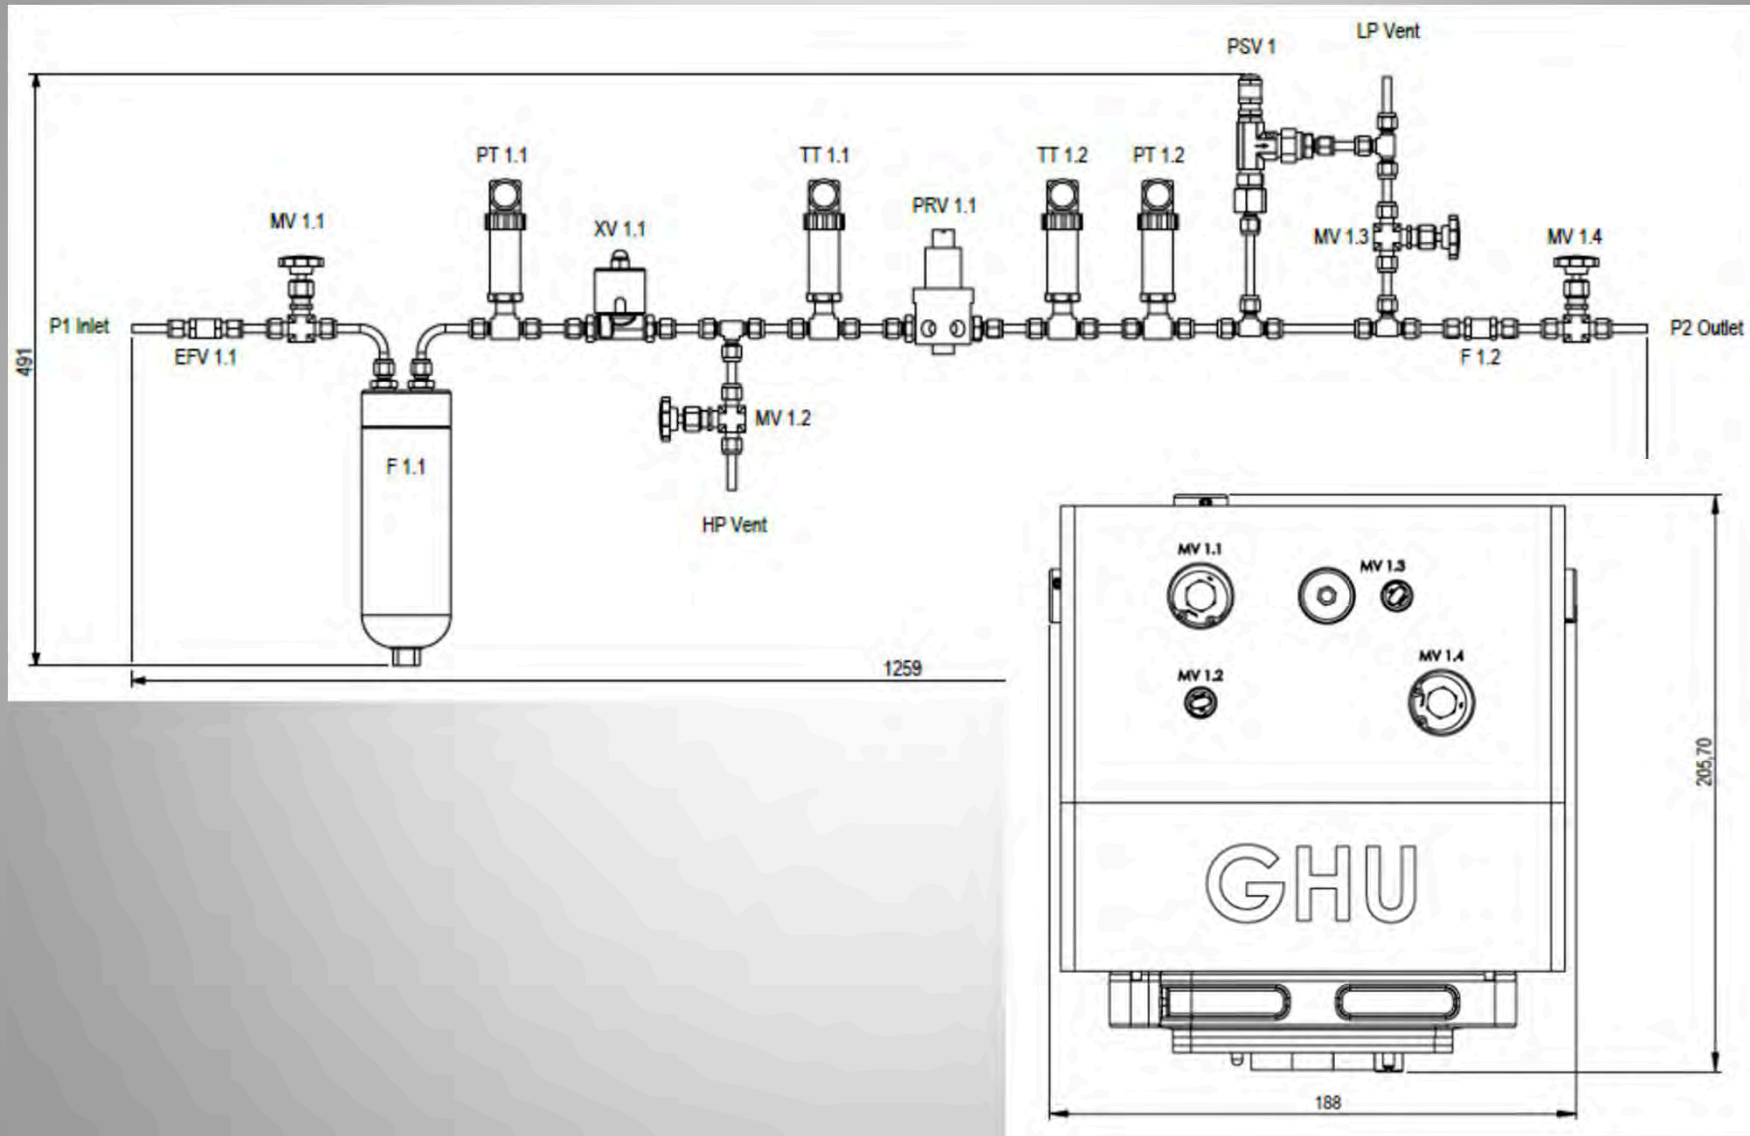 LP Vent
PSV 1
PT 1.1
TT 1.1
TT 1.2
PT 1.2
PRV 1.1
MV 1.1
XV 1.1
MV 1.3
MV 1.4
P1 Inlet
EFV 1.1
F 1.2
P2 Outlet
491
MV 1.2
F 1.1
HP Vent
1259
MV 1.1
MV 1.3
MV 1.2
MV 1.4
205,70
GHU
188